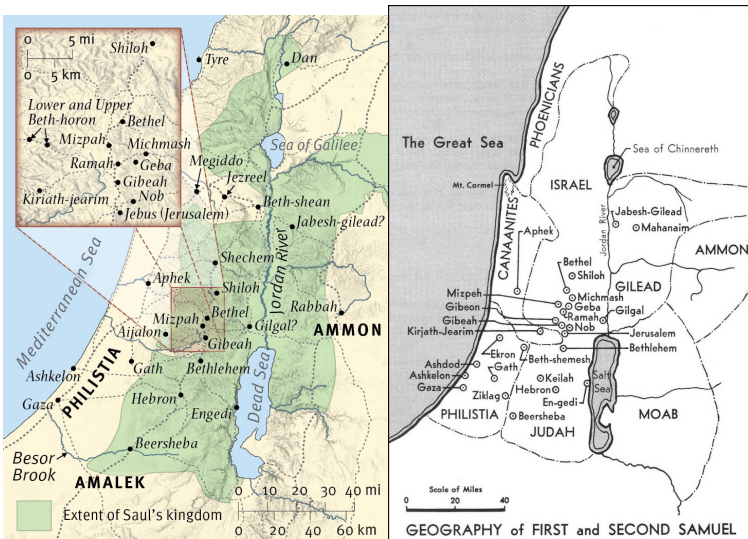 0 5 mi
0 5 km
Shiloh
Lower and Upper
Beth-horon
Bethel
Mizpah
Michmash
Ramah
Geba
Gibeah
Kiriath-jearim
Nob
Jebus (Jerusalem)
Tyre
Dan
Sea of Galilee
Megiddo
Jezreel
Beth-shean
Jabesh-gilead?
Mediterranean Sea
Shechem
Jordan River
Aphek
Shiloh
Rabbah
Bethel
Mizpah
Gilgal?
AMMON
Aijalon
Gibeah
PHILISTIA
Gath
Bethlehem
Ashkelon
Dead Sea
Hebron
Gaza
Engedi
Beersheba
Besor
Brook
AMALEK
0 10 20 30 40 mi
Extent of Saul's kingdom
0 20 40 60 km
PHOENICIANS
The Great Sea
Sea of Chinnereth
Mt. Carmel
ISRAEL
CANAANITES
Jordan River
Jabesh-Gilead
Mahanaim
Aphek
AMMON
Bethel
Shiloh
GILEAD
Mizpeh
Michmash
Gibeon
Geba
Ramah
Gilgal
Gibeah
Nob
Kirjath-Jearim
Jerusalem
Bethlehem
Ekron
Beth-shemesh
Ashdod
Gath
Ashkelon
Keilah
Salt
Sea
Gaza
Hebron
Ziklag
En-gedi
PHILISTIA
Beersheba
MOAB
JUDAH
Scale of Miles
0 20 40
GEOGRAPHY of FIRST and SECOND SAMUEL